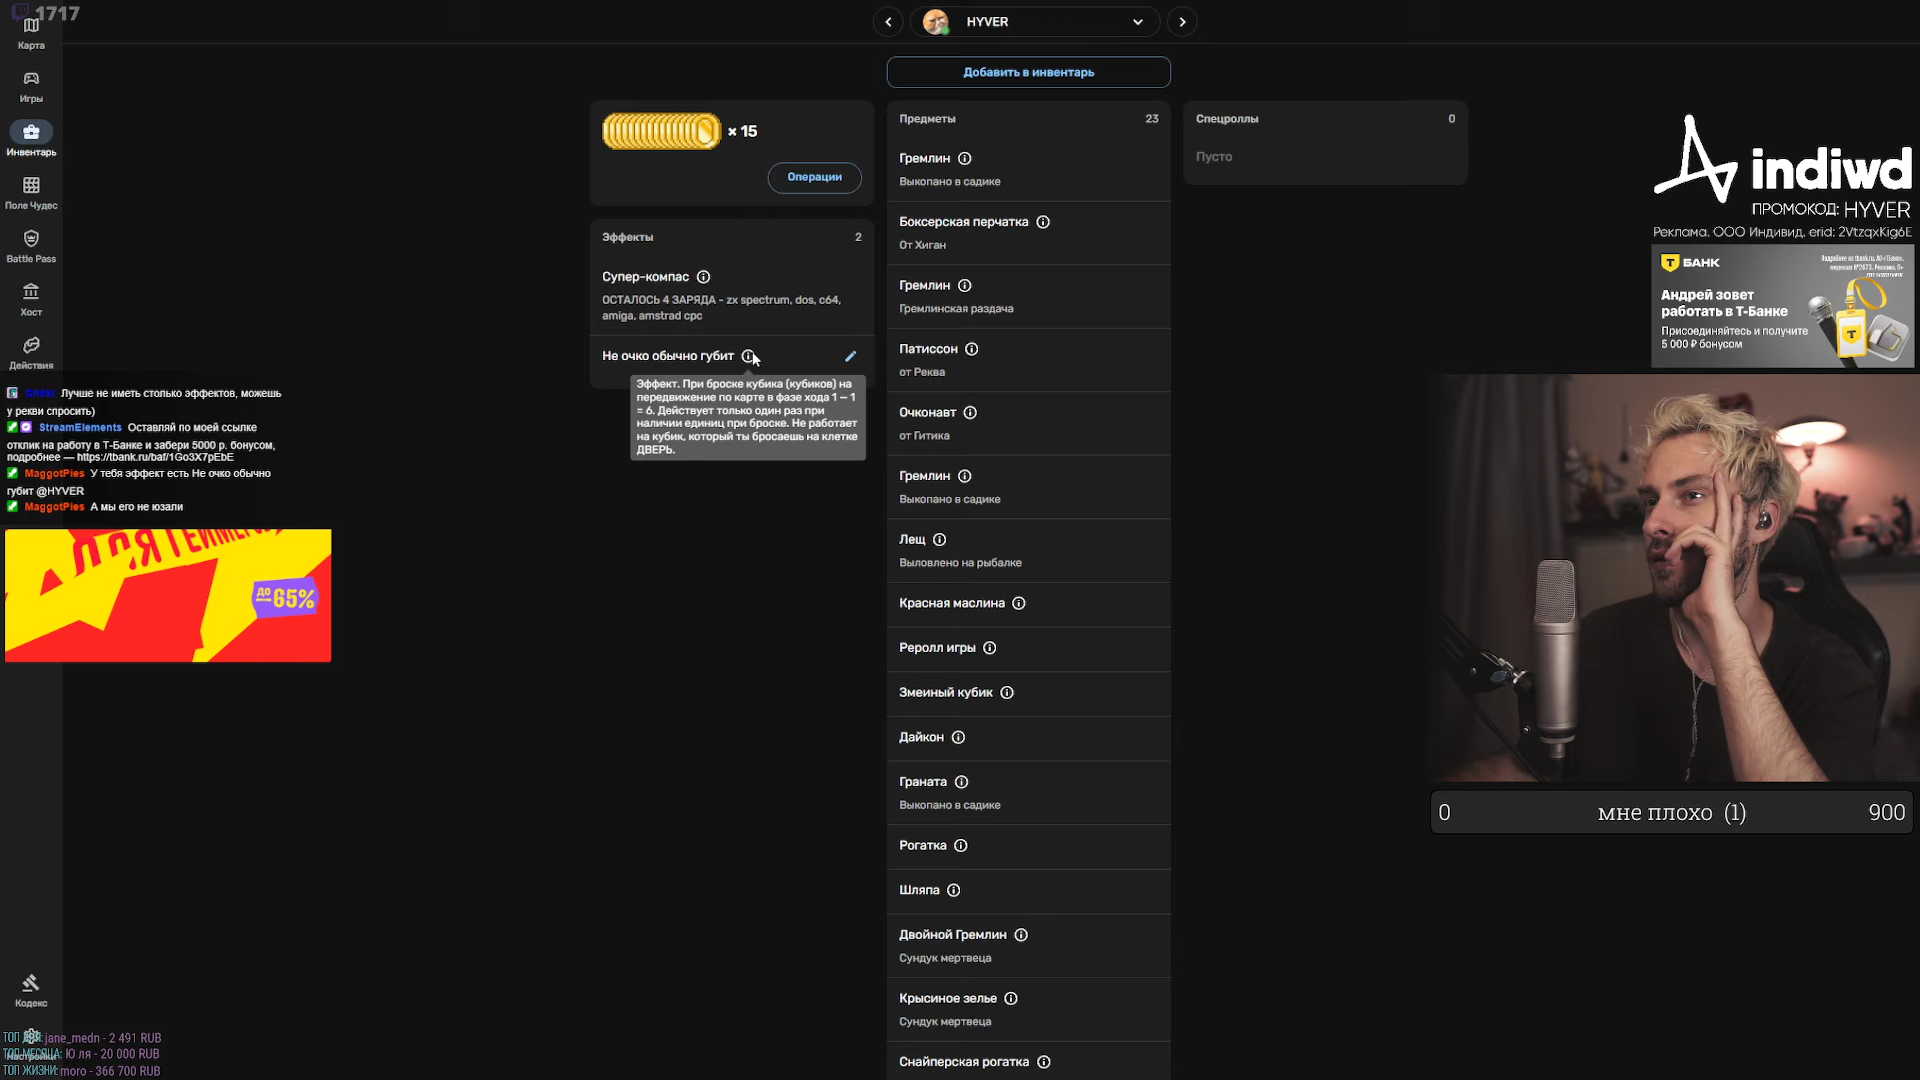 1717
Карта
Игры
Инвентарь
Поле Чудес
Battle Pass
Хост
Действия
HYVER
Добавить в инвентарь
× 15
Операции
Эффекты 2
Супер-компас
ОСТАЛОСЬ 4 ЗАРЯДА - zx spectrum, dos, c64,
amiga, amstrad cpc
Не очко обычно губит
Эффект. При броске кубика (кубиков) на
передвижение по карте в фазе хода 1 – 1
= 6. Действует только один раз при
наличии единиц при броске. Не работает
на кубик, который ты бросаешь на клетке
ДВЕРЬ.
Предметы 23
Гремлин
Выкопано в садике
Боксерская перчатка
От Хиган
Гремлин
Гремлинская раздача
Патиссон
от Реква
Очконавт
от Гитика
Гремлин
Выкопано в садике
Лещ
Выловлено на рыбалке
Красная маслина
Реролл игры
Змеиный кубик
Дайкон
Граната
Выкопано в садике
Рогатка
Шляпа
Двойной Гремлин
Сундук мертвеца
Крысиное зелье
Сундук мертвеца
Снайперская рогатка
Спецроллы 0
Пусто
indiwd
ПРОМОКОД: HYVER
Реклама. ООО Индивид. erid: 2VtzqxKig6E
Т БАНК
Андрей зовет
работать в Т-Банке
Присоединяйтесь и получите
5 000 ₽ бонусом
0 мне плохо (1) 900
Лучше не иметь столько эффектов, можешь
у рекви спросить)
StreamElements Оставляй по моей ссылке
отклик на работу в Т-Банке и забери 5000 р. бонусом,
подробнее — https://tbank.ru/baf/1Go3X7pEbE
MaggotPies У тебя эффект есть Не очко обычно
губит @HYVER
MaggotPies А мы его не юзали
ДЛЯ ГЕЙМЕРОВ
ДО 65%
Кодекс
Настройки
jane_medn - 2 491 RUB
ТОП МЕСЯЦА: Ю ля - 20 000 RUB
ТОП ЖИЗНИ: moro - 366 700 RUB